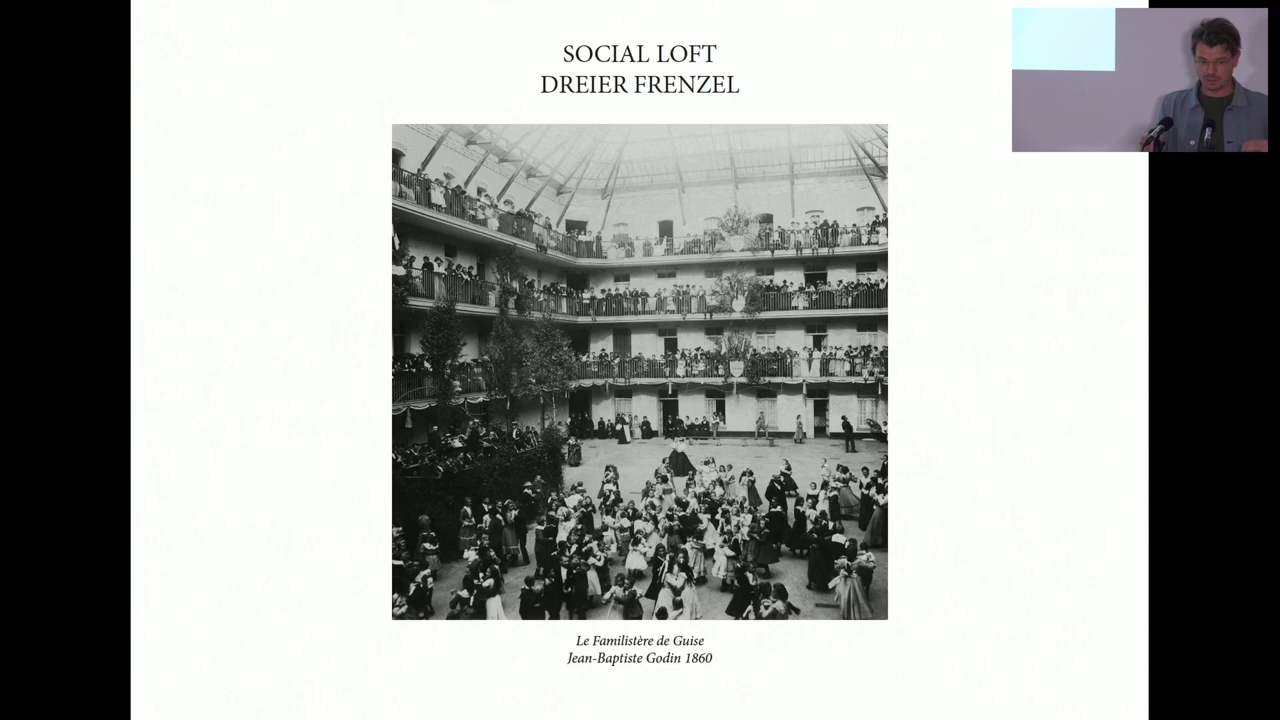 SOCIAL LOFT
DREIER FRENZEL
Le Familistère de Guise
Jean-Baptiste Godin 1860